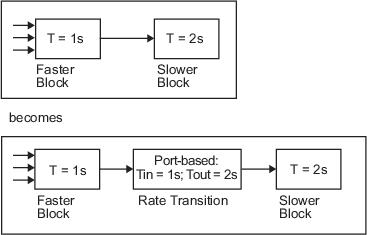 T = 1s
T = 2s
Faster
Block
Slower
Block
becomes
T = 1s
Port-based:
Tin = 1s; Tout = 2s
T = 2s
Faster
Block
Rate Transition
Slower
Block